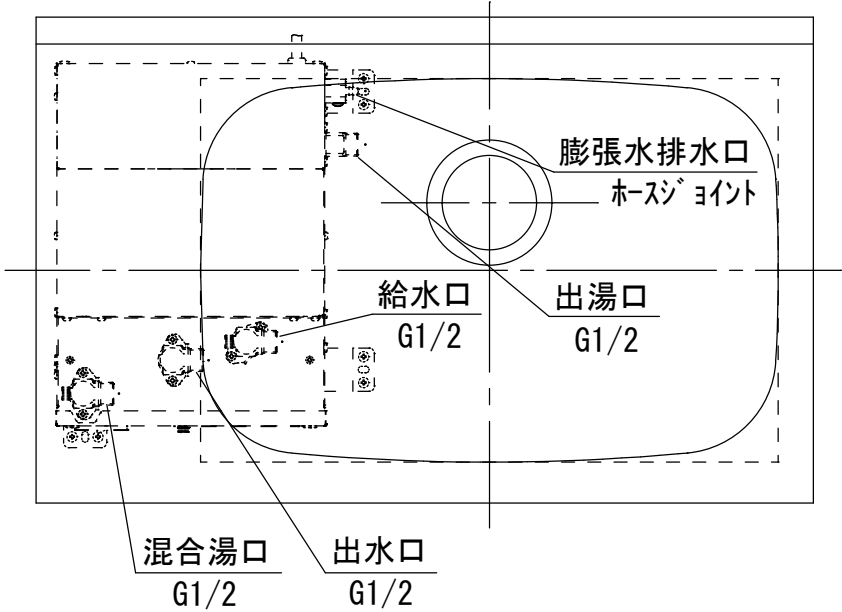 膨張水排水口
ﾎｰｽｼﾞｮｲﾝﾄ
給水口
G1/2
出湯口
G1/2
混合湯口
G1/2
出水口
G1/2